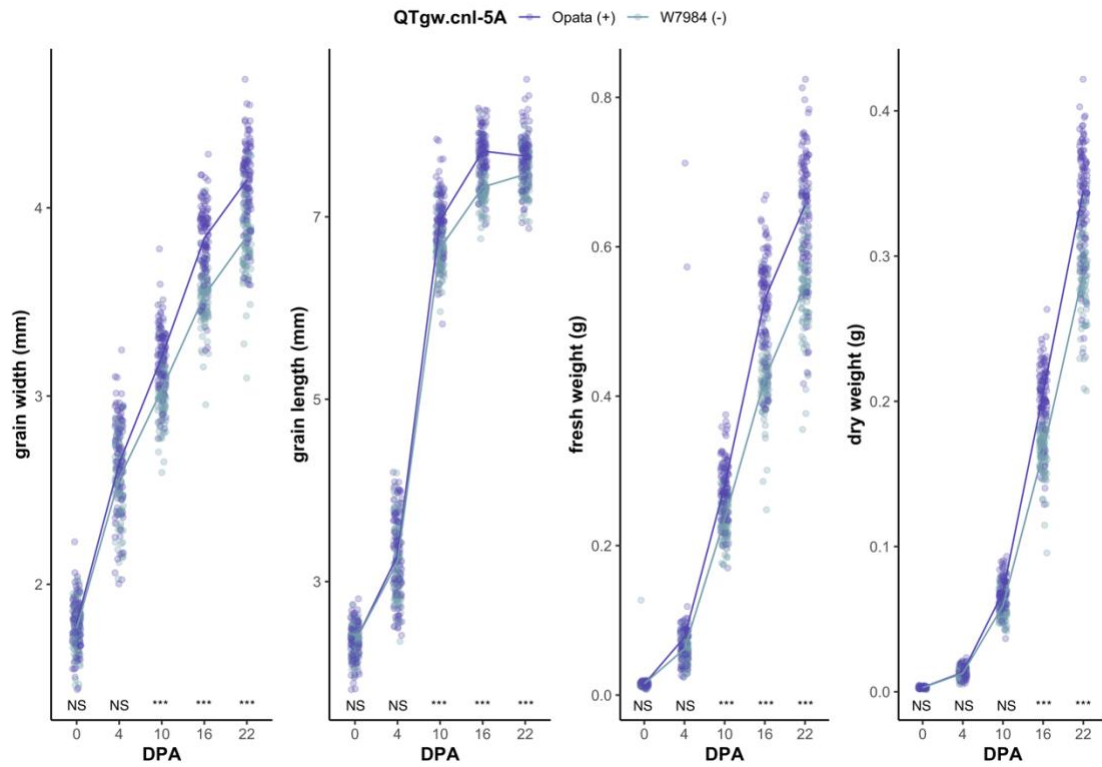 QTgw.cnl-5A Opata (+) W7984 (-)
grain width (mm)
4
3
2
NS NS *** *** ***
0 4 10 16 22
DPA
grain length (mm)
7
5
3
NS NS *** *** ***
0 4 10 16 22
DPA
fresh weight (g)
0.8
0.6
0.4
0.2
0.0
NS NS *** *** ***
0 4 10 16 22
DPA
dry weight (g)
0.4
0.3
0.2
0.1
0.0
NS NS NS *** ***
0 4 10 16 22
DPA